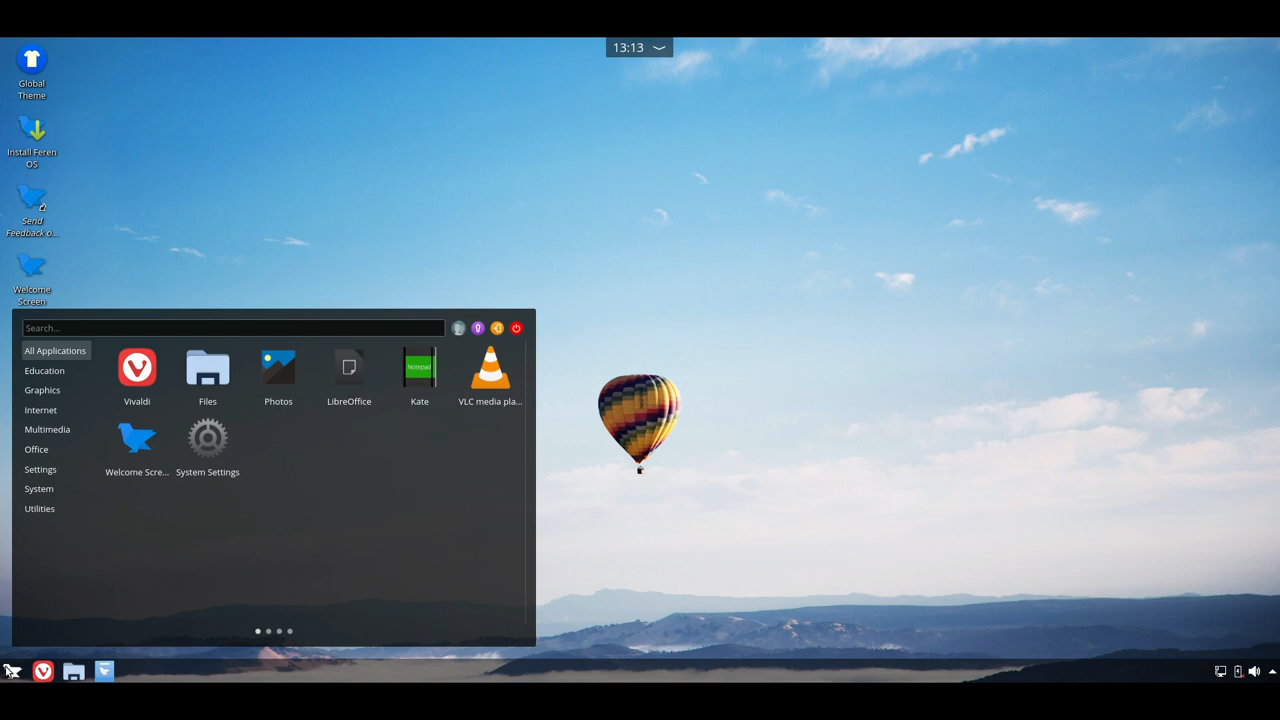 13:13
Global
Theme
Install Feren
OS
Send
Feedback o...
Welcome
Screen
Search...
All Applications
Education
Graphics
Internet
Multimedia
Office
Settings
System
Utilities
Vivaldi
Files
Photos
LibreOffice
Notepad
Kate
VLC media pla...
Welcome Scre...
System Settings